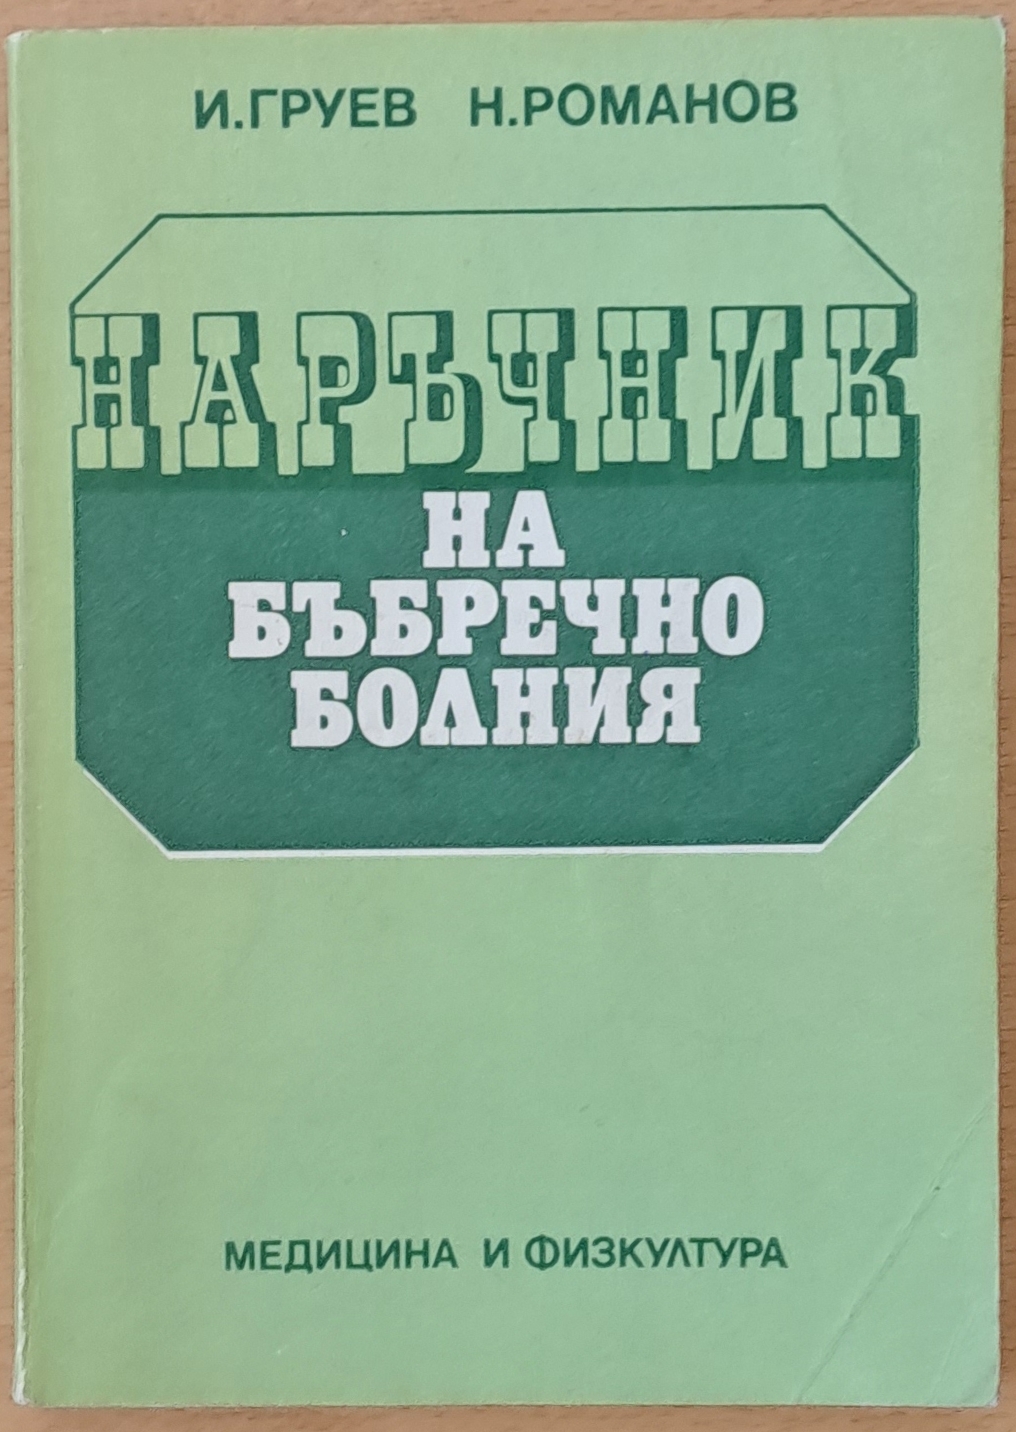 И.ГРУЕВ Н.РОМАНОВ
НАРЪЧНИК
НА
БЪБРЕЧНО
БОЛНИЯ
МЕДИЦИНА И ФИЗКУЛТУРА